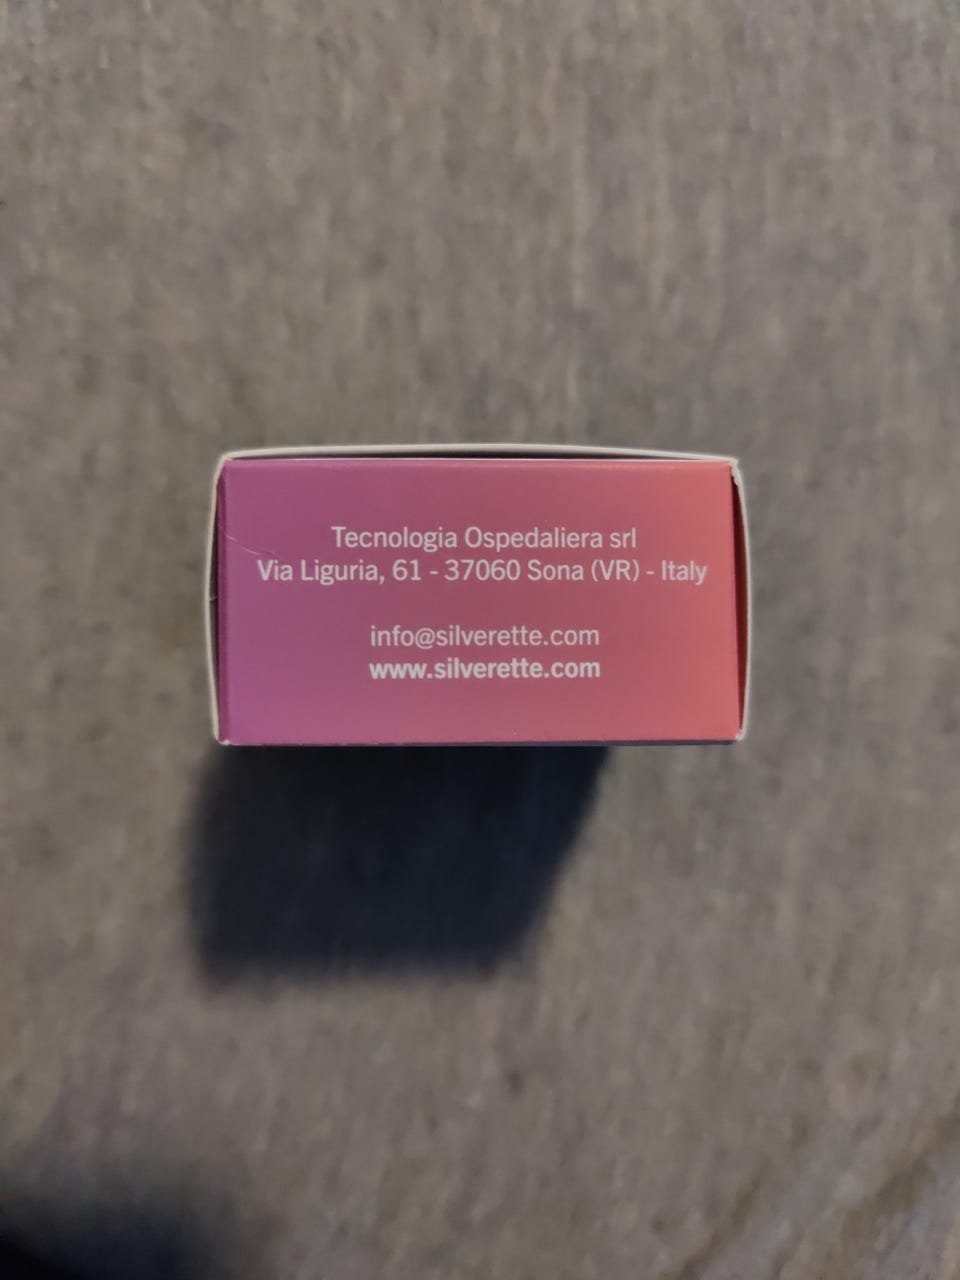 Tecnologia Ospedaliera srl
Via Liguria, 61 - 37060 Sona (VR) - Italy
info@silverette.com
www.silverette.com